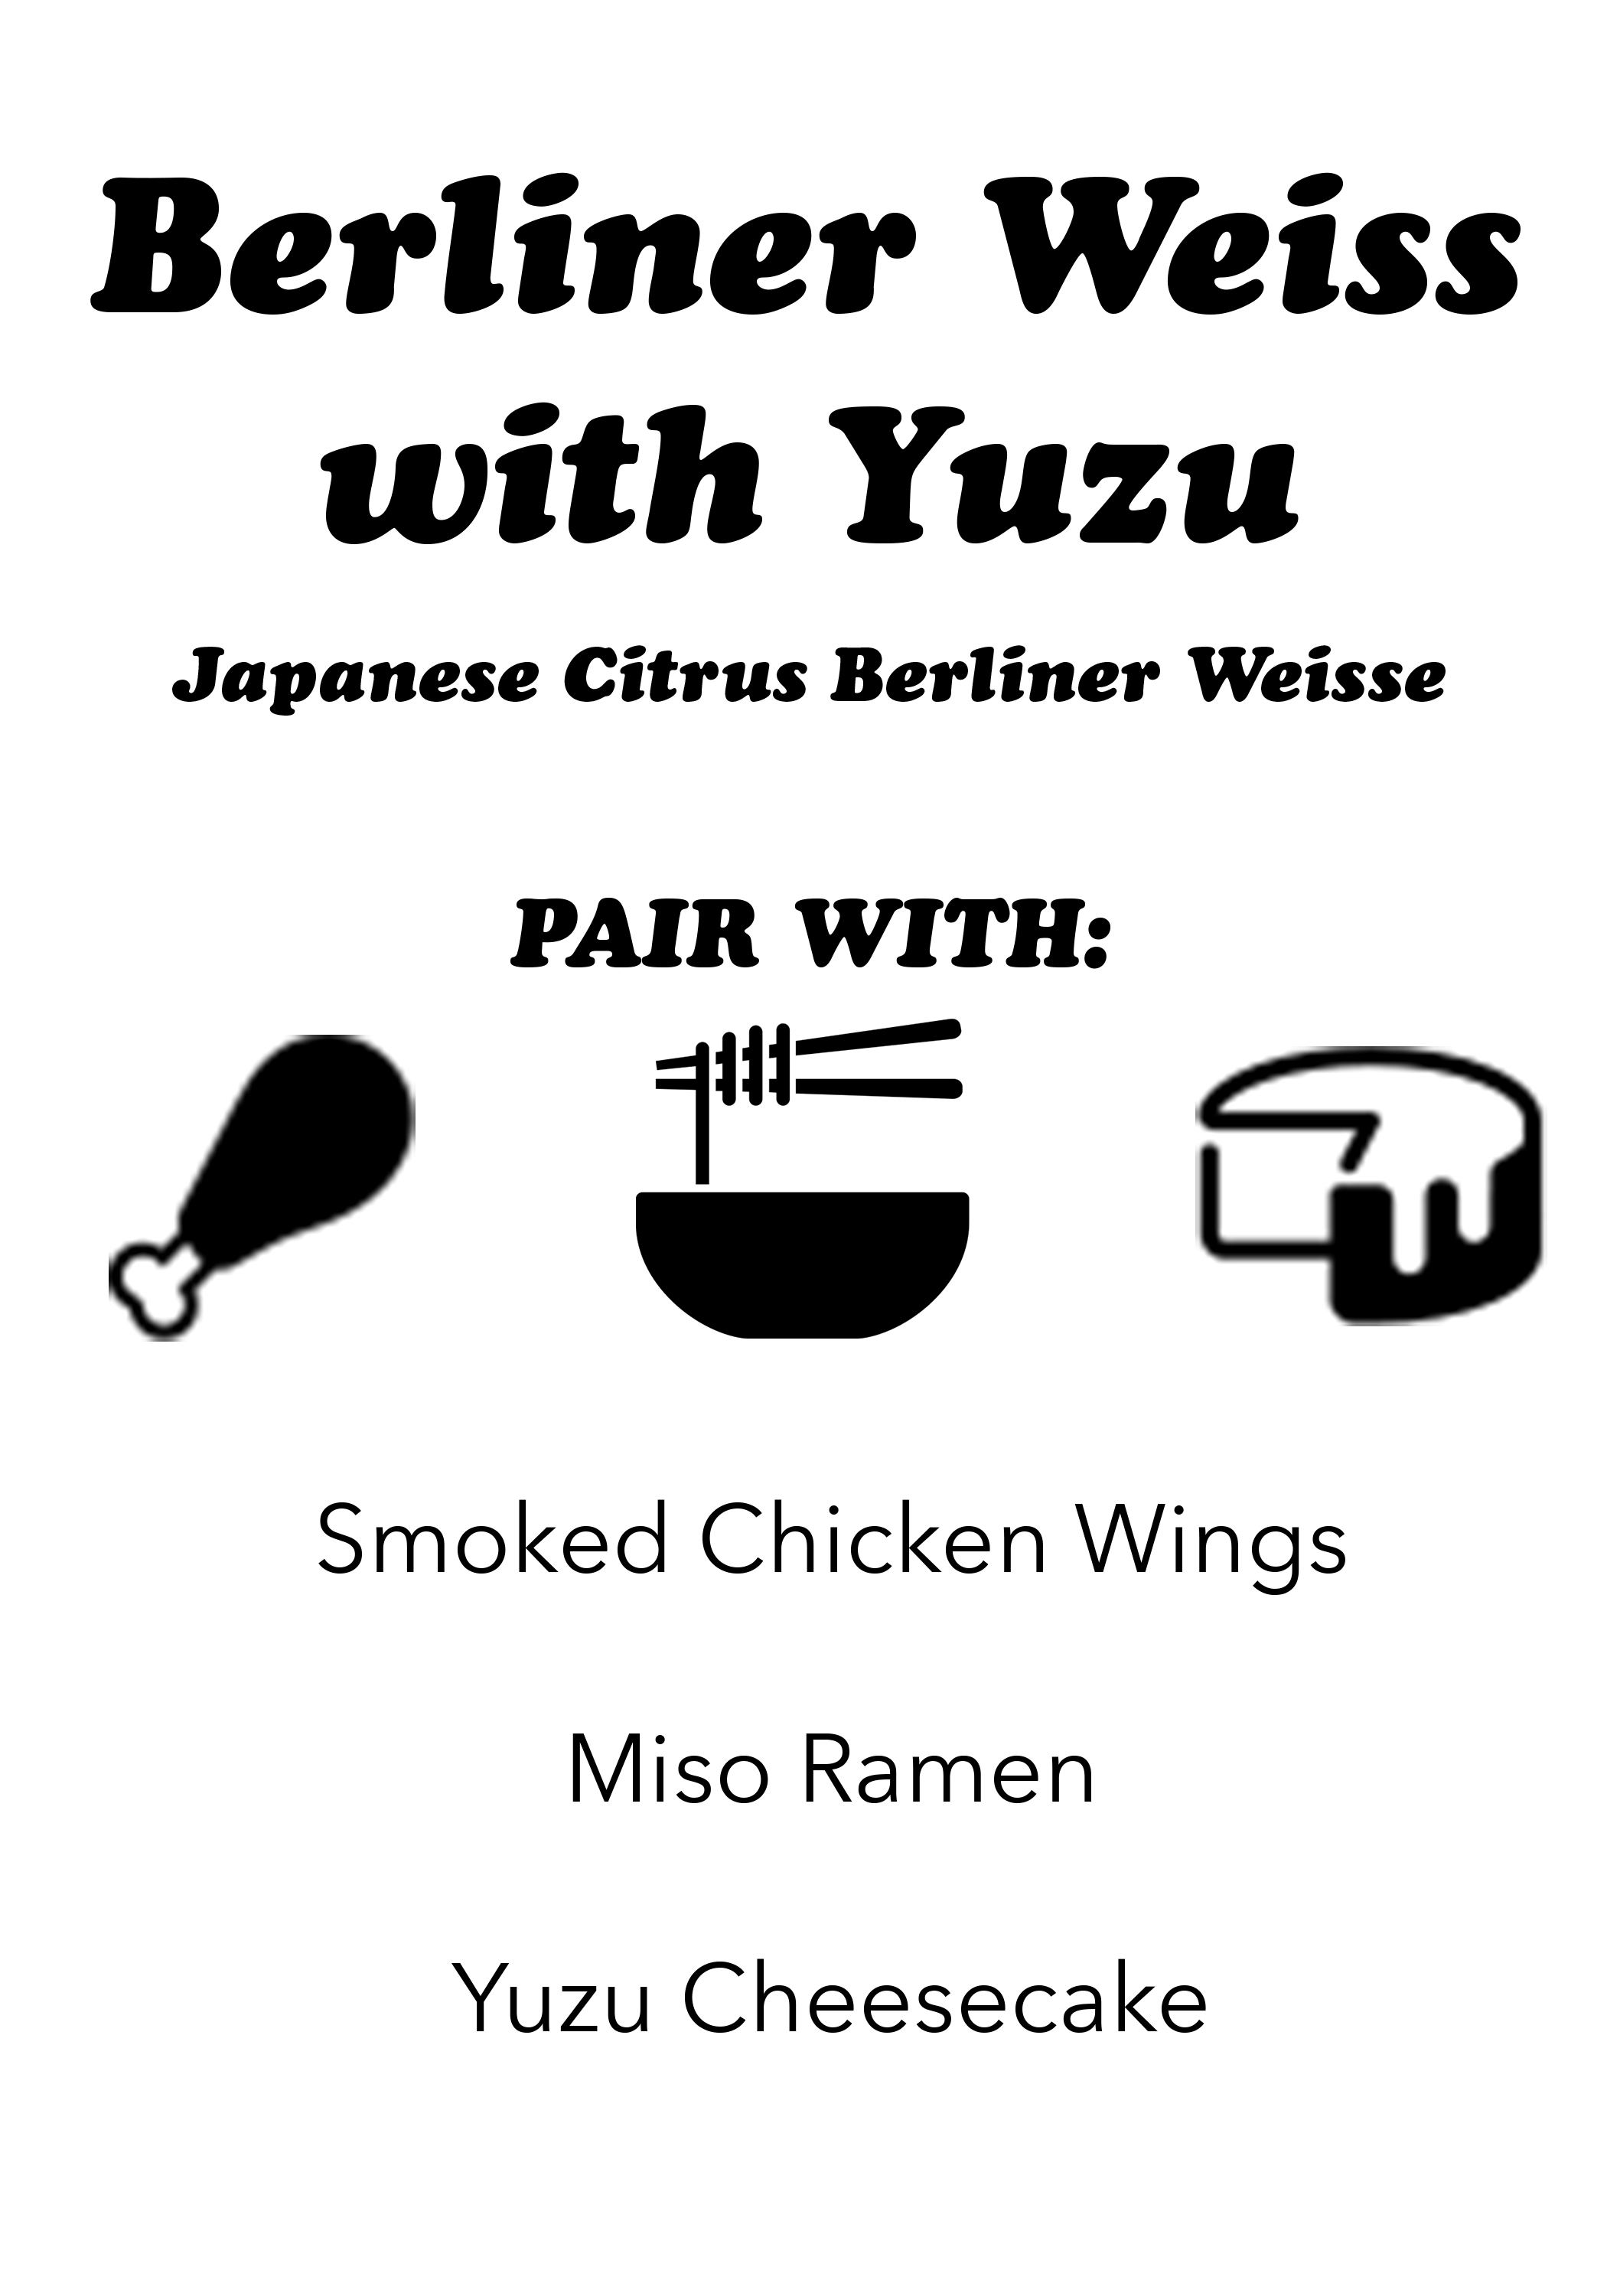 Berliner Weiss
with Yuzu
Japanese Citrus Berliner Weisse
PAIR WITH:
Smoked Chicken Wings
Miso Ramen
Yuzu Cheesecake